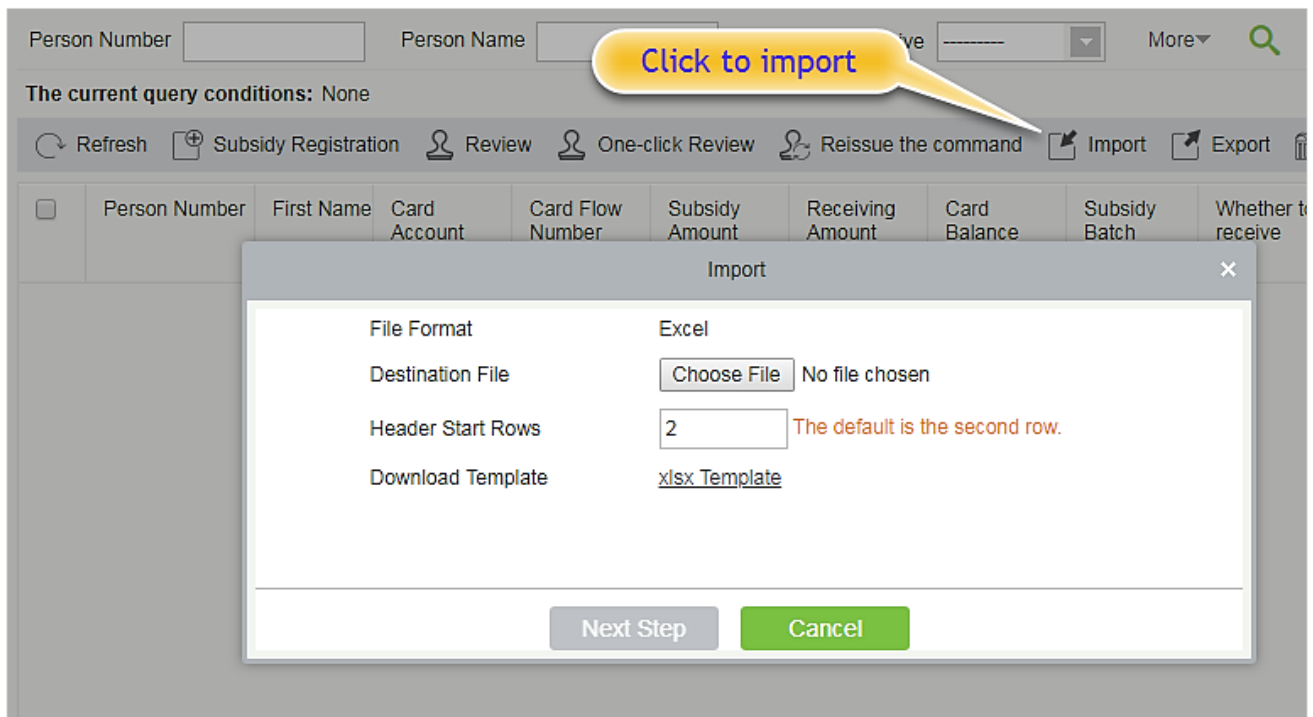 Person Number Person Name ive --------- More
Click to import
The current query conditions: None
Refresh Subsidy Registration Review One-click Review Reissue the command Import Export
Person Number First Name Card Account Card Flow Number Subsidy Amount Receiving Amount Card Balance Subsidy Batch Whether to receive
Import ×
File Format Excel
Destination File Choose File No file chosen
Header Start Rows 2 The default is the second row.
Download Template xlsx Template
Next Step Cancel